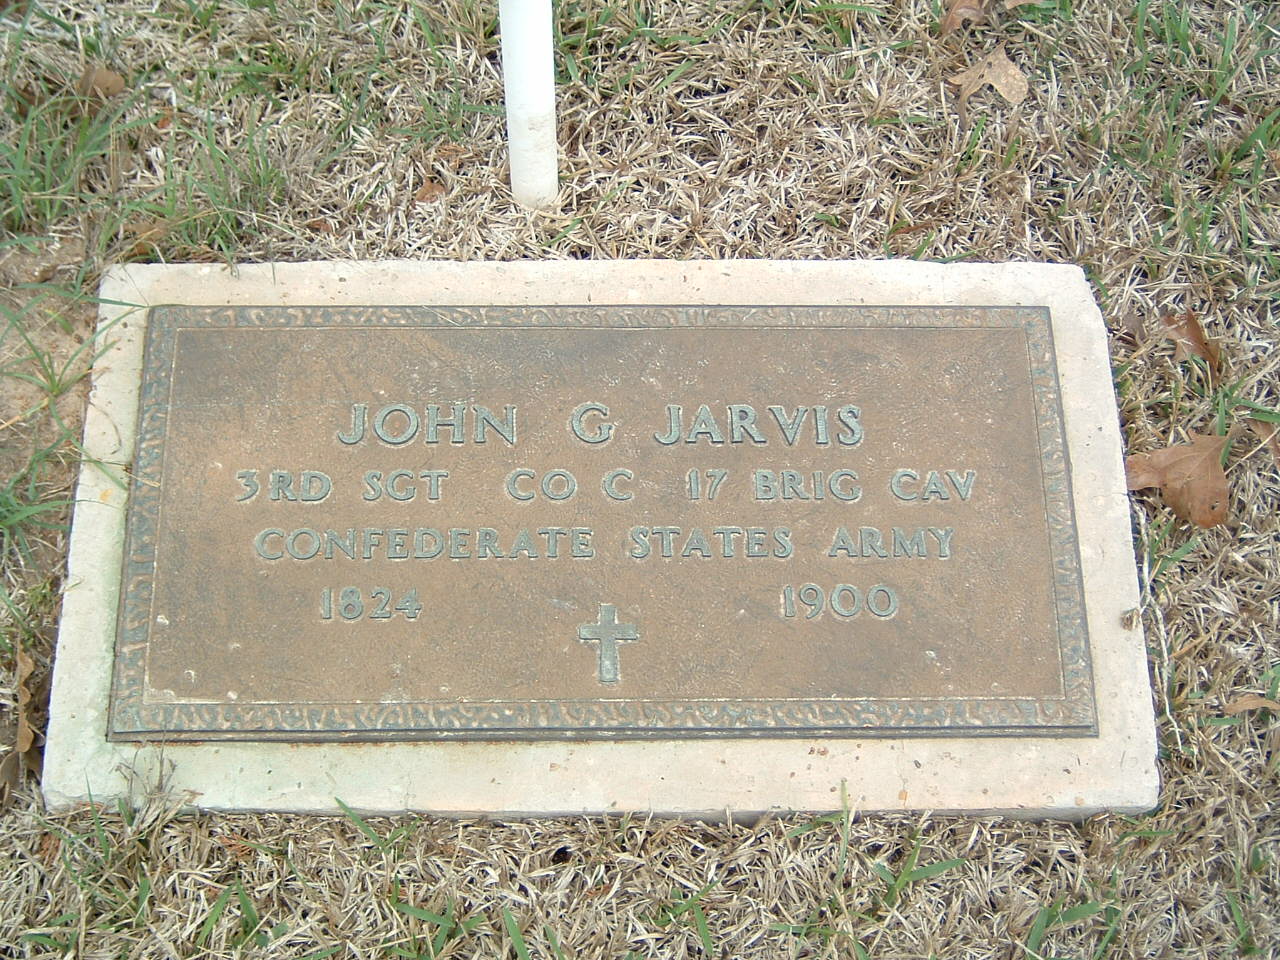 JOHN G JARVIS
3RD SGT CO C 17 BRIG CAV
CONFEDERATE STATES ARMY
1824 1900